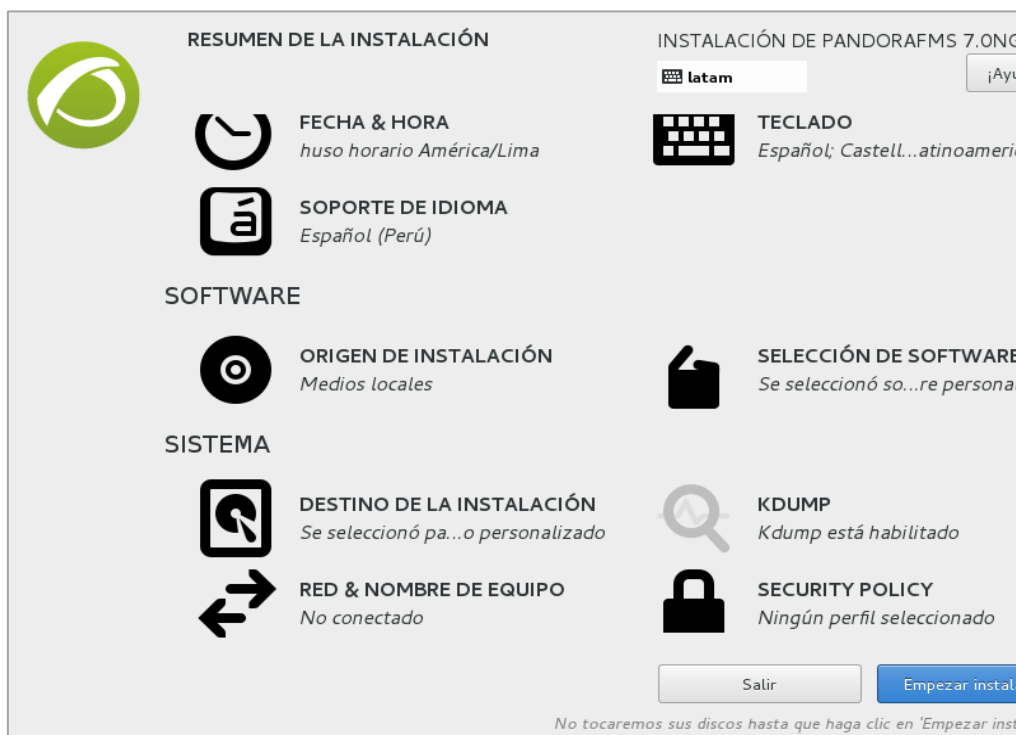 RESUMEN DE LA INSTALACIÓN
INSTALACIÓN DE PANDORAFMS 7.0NG
latam
¡Ayu
FECHA & HORA
huso horario América/Lima
TECLADO
Español; Castell...atinoameri
SOPORTE DE IDIOMA
Español (Perú)
SOFTWARE
ORIGEN DE INSTALACIÓN
Medios locales
SELECCIÓN DE SOFTWARE
Se seleccionó so...re persona
SISTEMA
DESTINO DE LA INSTALACIÓN
Se seleccionó pa...o personalizado
KDUMP
Kdump está habilitado
RED & NOMBRE DE EQUIPO
No conectado
SECURITY POLICY
Ningún perfil seleccionado
Salir
Empezar instal
No tocaremos sus discos hasta que haga clic en 'Empezar inst